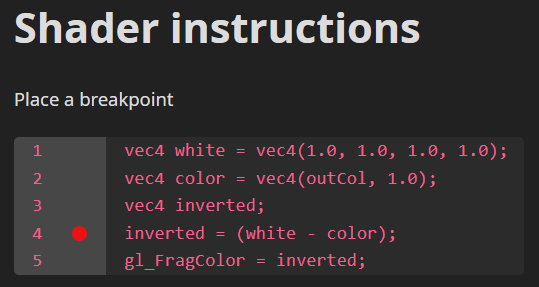 Shader instructions
Place a breakpoint
1 vec4 white = vec4(1.0, 1.0, 1.0, 1.0);
2 vec4 color = vec4(outCol, 1.0);
3 vec4 inverted;
4 inverted = (white - color);
5 gl_FragColor = inverted;